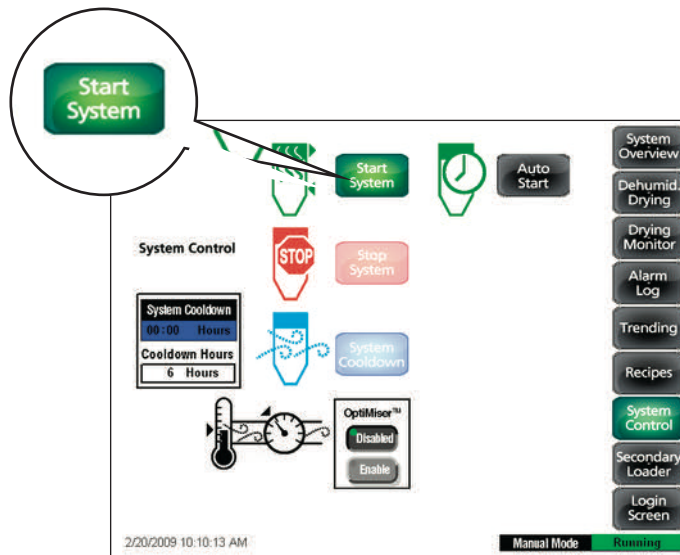 Start
System
Start
System
Auto
Start
System Control
STOP
Stop
System
System Cooldown
00:00 Hours
Cooldown Hours
6 Hours
System
Cooldown
OptiMiser™
Disabled
Enable
System
Overview
Dehumid.
Drying
Drying
Monitor
Alarm
Log
Trending
Recipes
System
Control
Secondary
Loader
Login
Screen
2/20/2009 10:10:13 AM
Manual Mode
Running